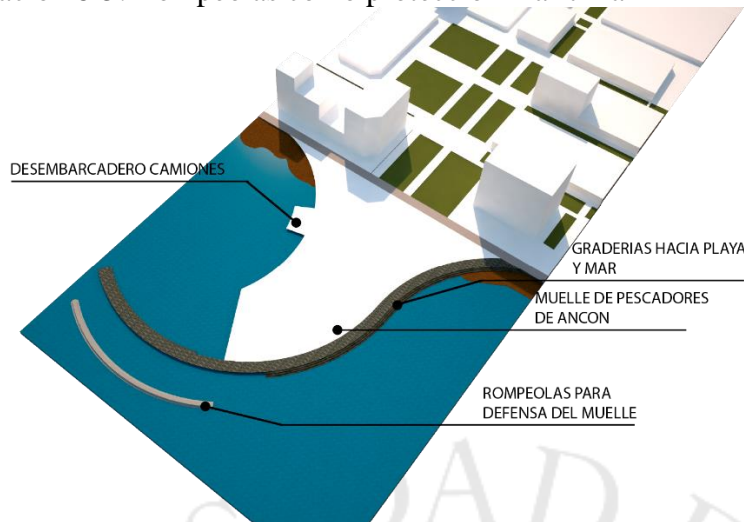 DESEMBARCADERO CAMIONES
GRADERIAS HACIA PLAYA
Y MAR
MUELLE DE PESCADORES
DE ANCON
ROMPEOLAS PARA
DEFENSA DEL MUELLE